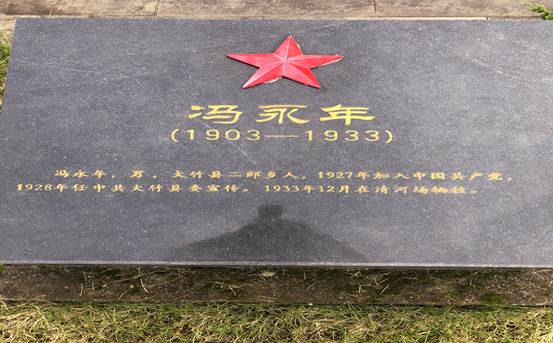 冯永年
(1903—1933)
冯永年，男，大竹县二郎乡人，1927年加入中国共产党，
1928年任中共大竹县委宣传。1933年12月在清河场牺牲。